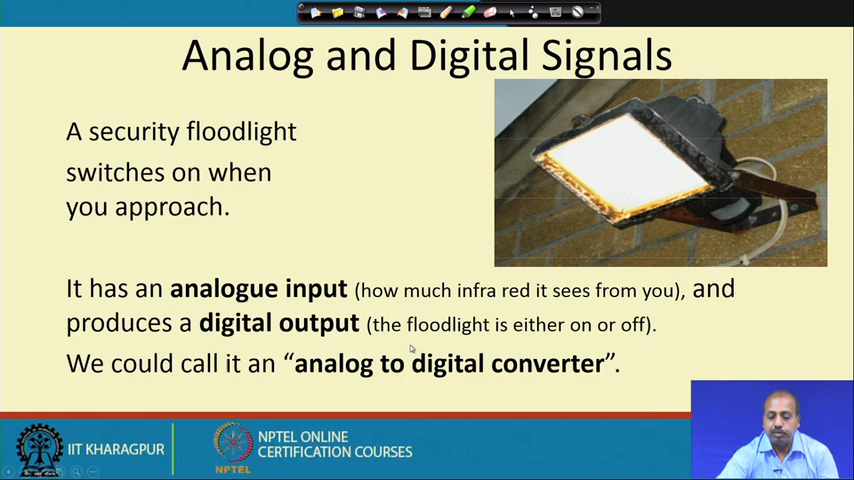 Analog and Digital Signals
A security floodlight
switches on when
you approach.
It has an analogue input (how much infra red it sees from you), and
produces a digital output (the floodlight is either on or off).
We could call it an “analog to digital converter”.
IIT KHARAGPUR
NPTEL
NPTEL ONLINE
CERTIFICATION COURSES